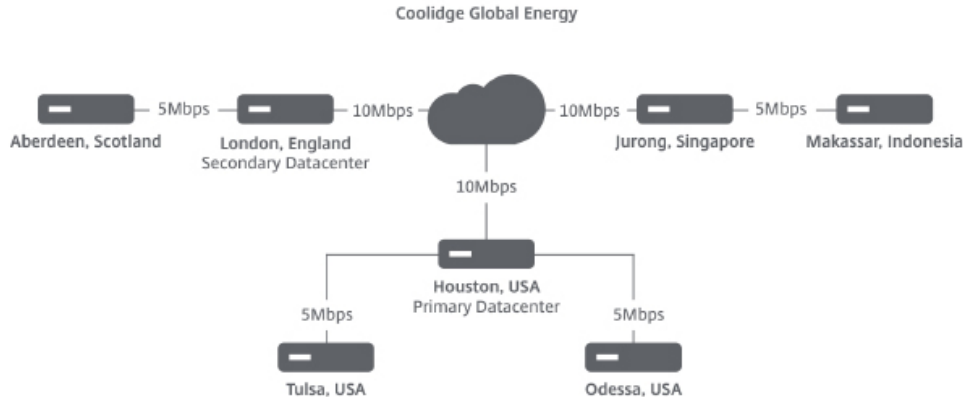 Coolidge Global Energy
5Mbps
10Mbps
10Mbps
5Mbps
Aberdeen, Scotland
London, England
Secondary Datacenter
Jurong, Singapore
Makassar, Indonesia
10Mbps
Houston, USA
Primary Datacenter
5Mbps
5Mbps
Tulsa, USA
Odessa, USA